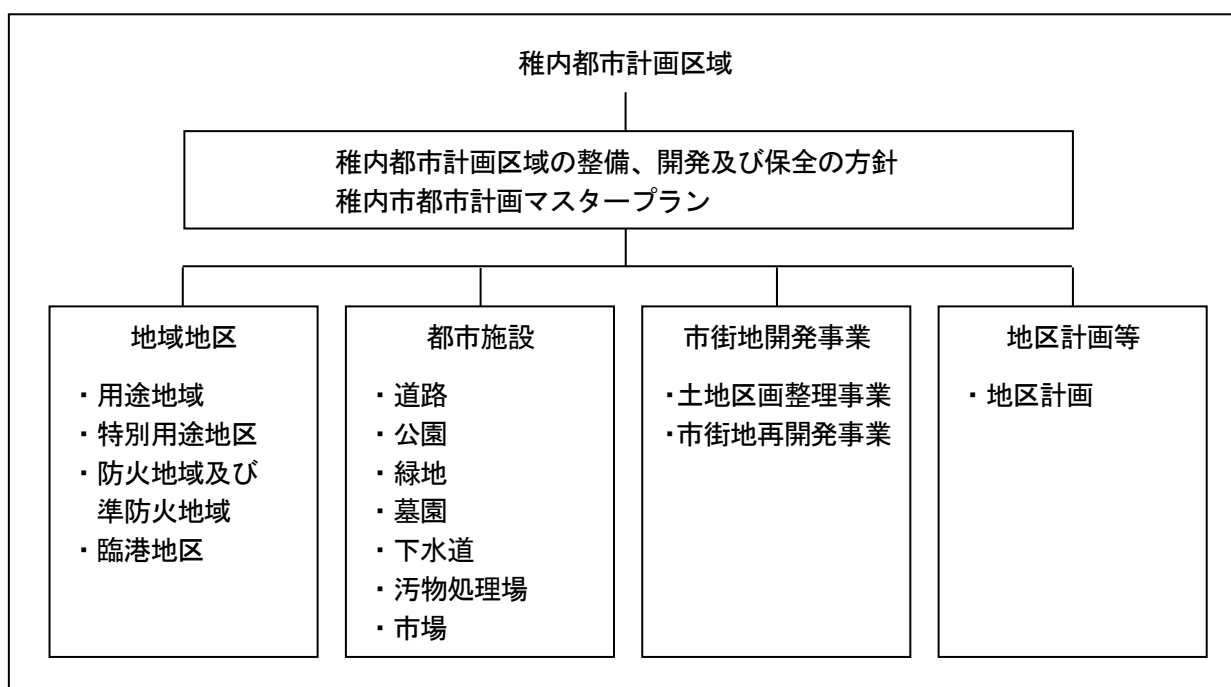 稚内都市計画区域
稚内都市計画区域の整備、開発及び保全の方針
稚内市都市計画マスタープラン
地域地区
・用途地域
・特別用途地区
・防火地域及び
準防火地域
・臨港地区
都市施設
・道路
・公園
・緑地
・墓園
・下水道
・汚物処理場
・市場
市街地開発事業
・土地区画整理事業
・市街地再開発事業
地区計画等
・地区計画